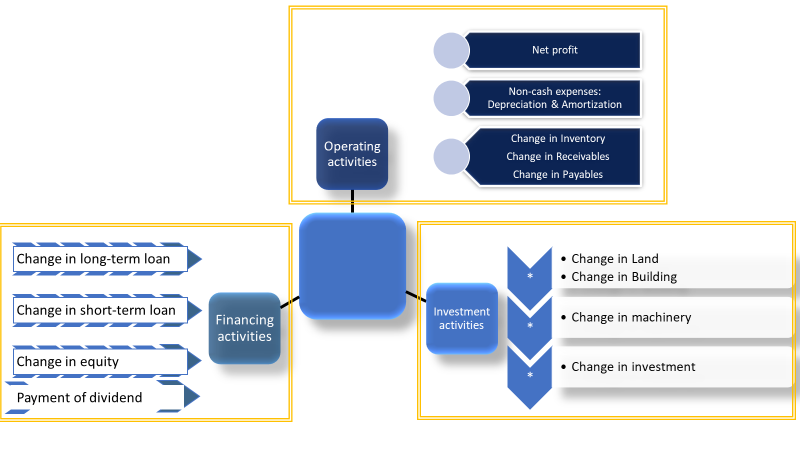 Net profit
Non-cash expenses:
Depreciation & Amortization
Change in Inventory
Change in Receivables
Change in Payables
Operating
activities
Change in long-term loan
Change in short-term loan
Change in equity
Payment of dividend
Financing
activities
Investment
activities
*
• Change in Land
• Change in Building
*
• Change in machinery
*
• Change in investment